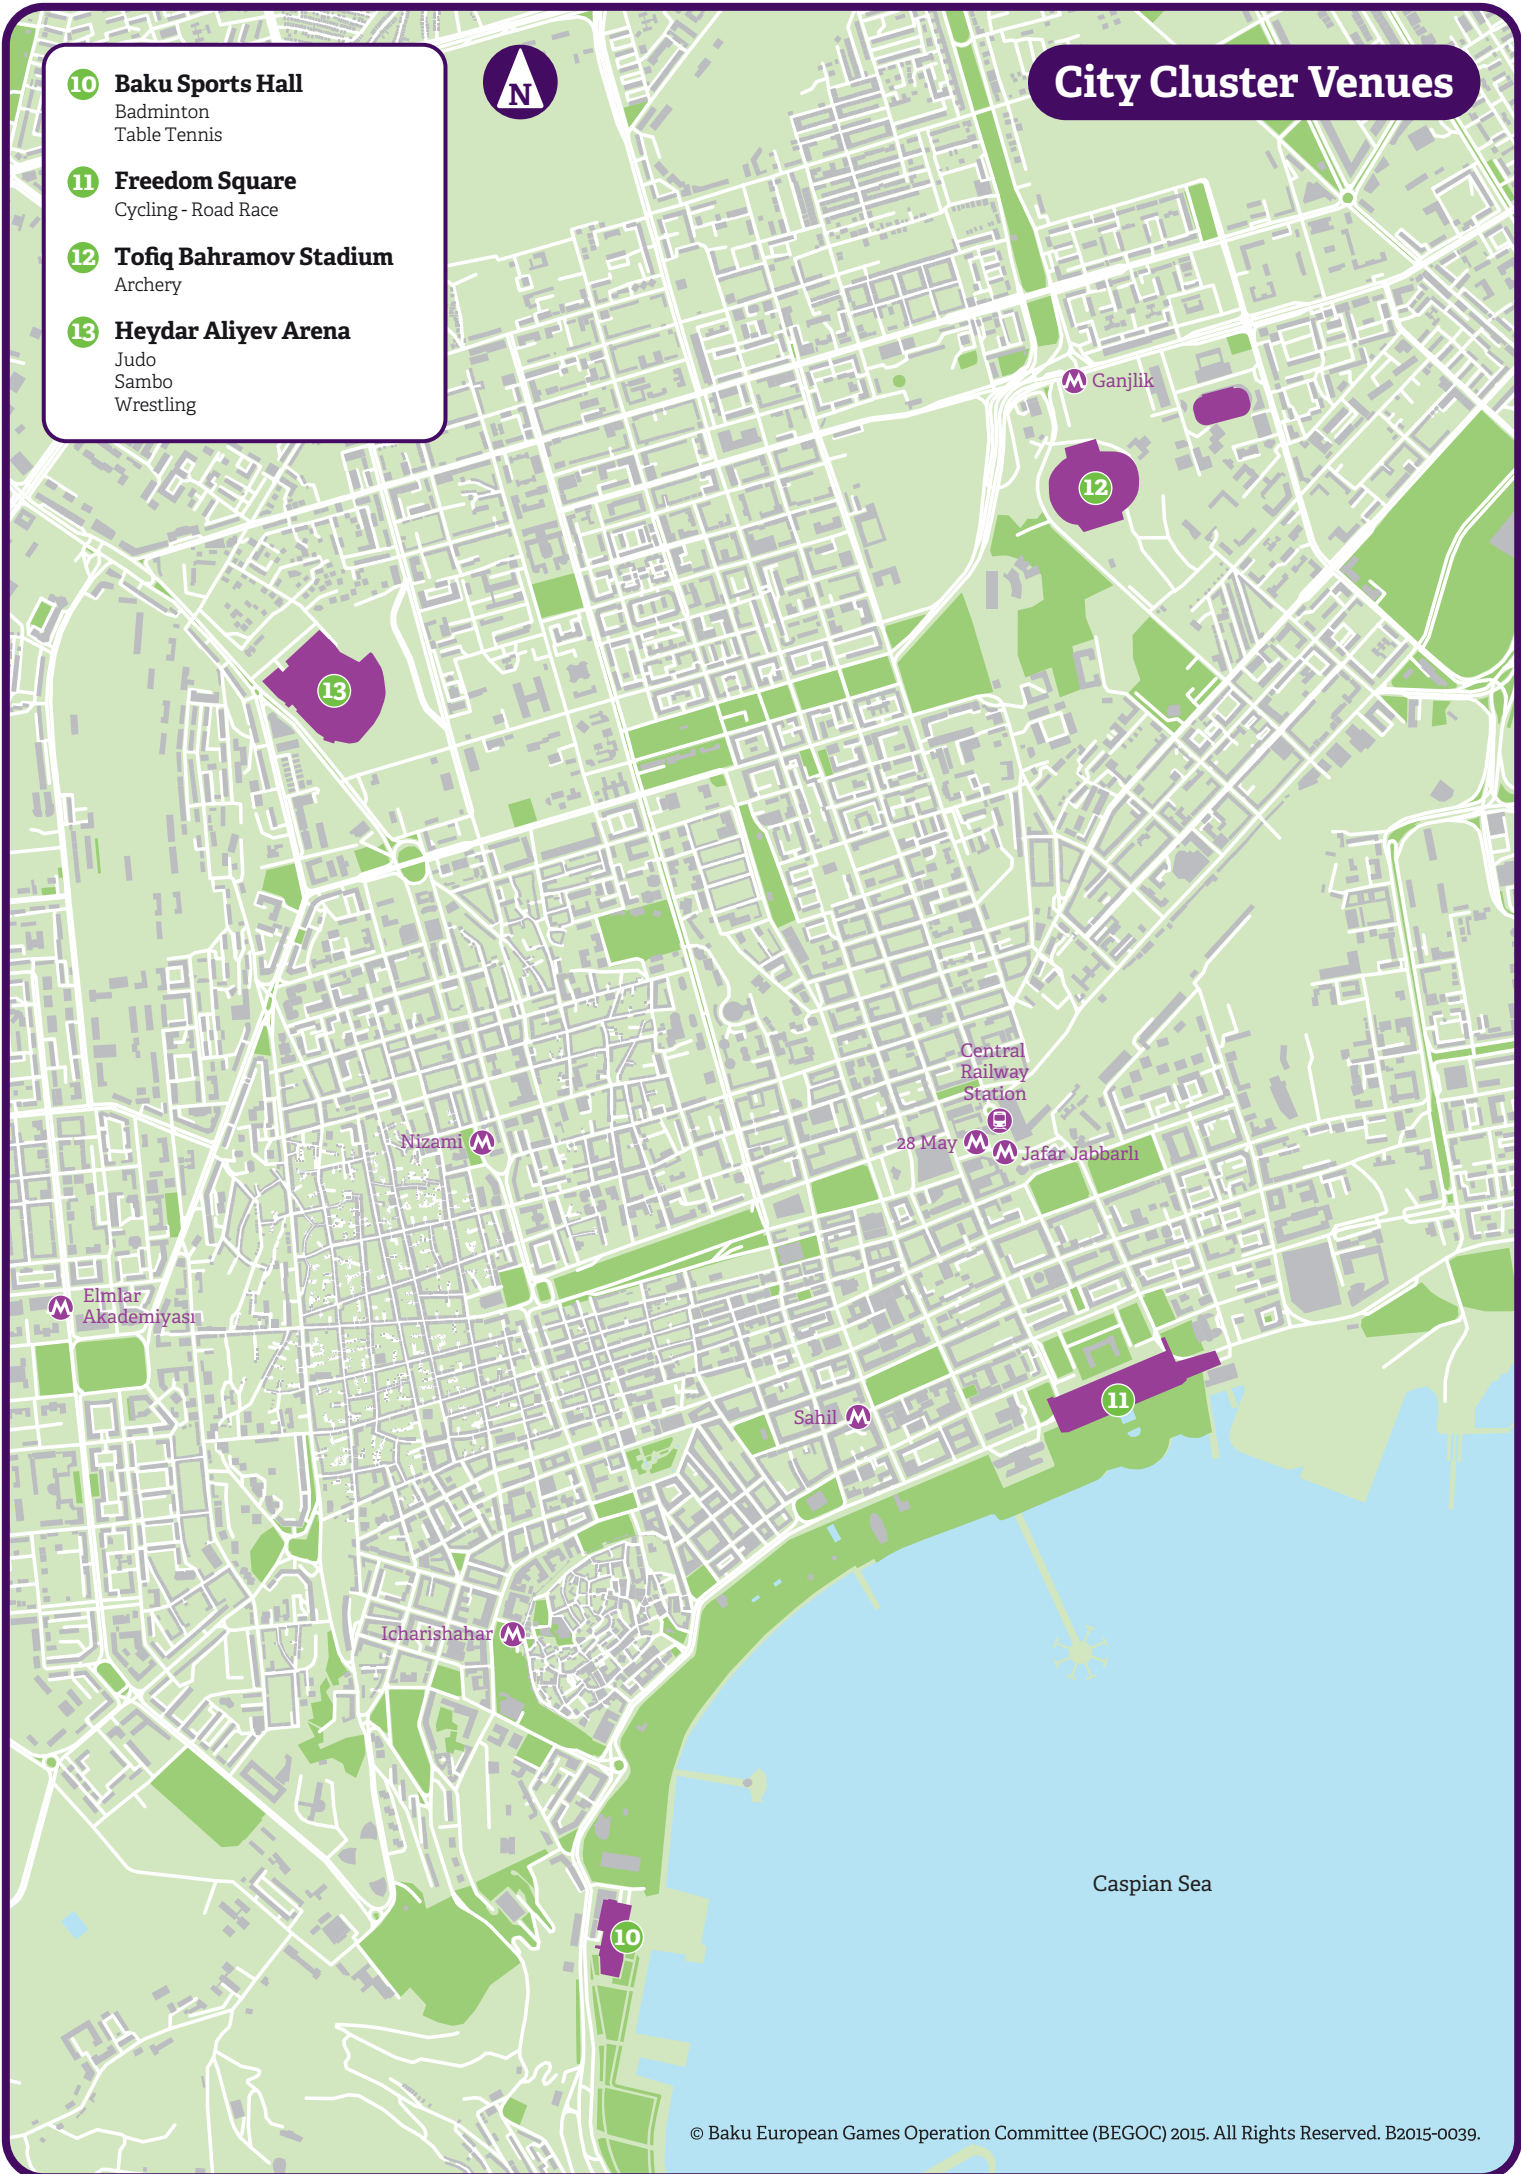 City Cluster Venues
N
10 Baku Sports Hall
Badminton
Table Tennis
11 Freedom Square
Cycling - Road Race
12 Tofiq Bahramov Stadium
Archery
13 Heydar Aliyev Arena
Judo
Sambo
Wrestling
M Ganjlik
12
13
Central
Railway
Station
Nizami M
28 May M
M Jafar Jabbarlı
M Elmlar
Akademiyası
11
Sahil M
Icharishahar M
Caspian Sea
10
© Baku European Games Operation Committee (BEGOC) 2015. All Rights Reserved. B2015-0039.